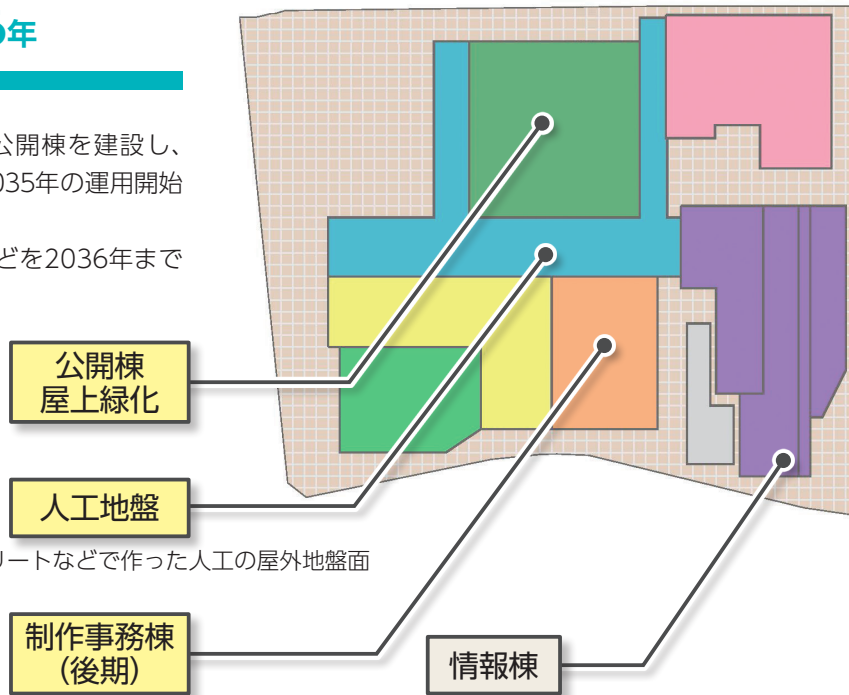 年
公開棟を建設し、
035年の運用開始
どを2036年まで
公開棟
屋上緑化
人工地盤
リートなどで作った人工の屋外地盤面
制作事務棟
(後期)
情報棟